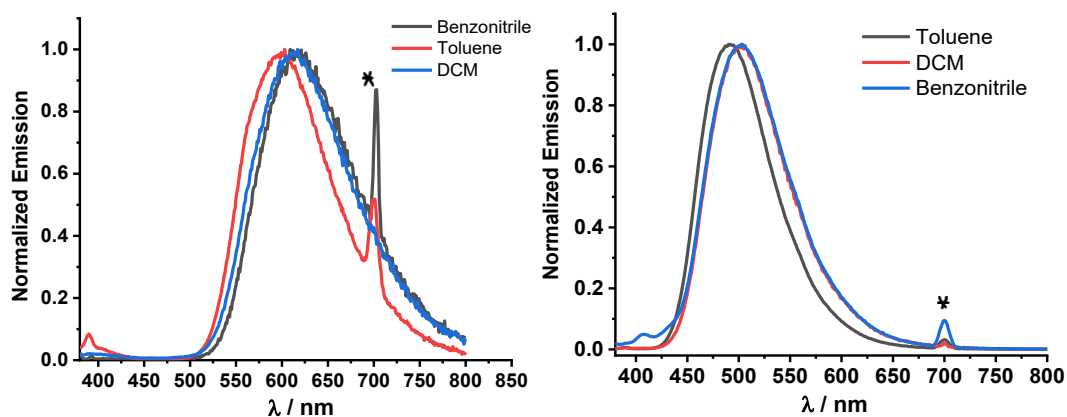 Normalized Emission
1.0
0.8
0.6
0.4
0.2
0.0
400 450 500 550 600 650 700 750 800 850
λ / nm
Benzonitrile
Toluene
DCM
*
Normalized Emission
1.0
0.8
0.6
0.4
0.2
0.0
400 450 500 550 600 650 700 750 800
λ / nm
Toluene
DCM
Benzonitrile
*